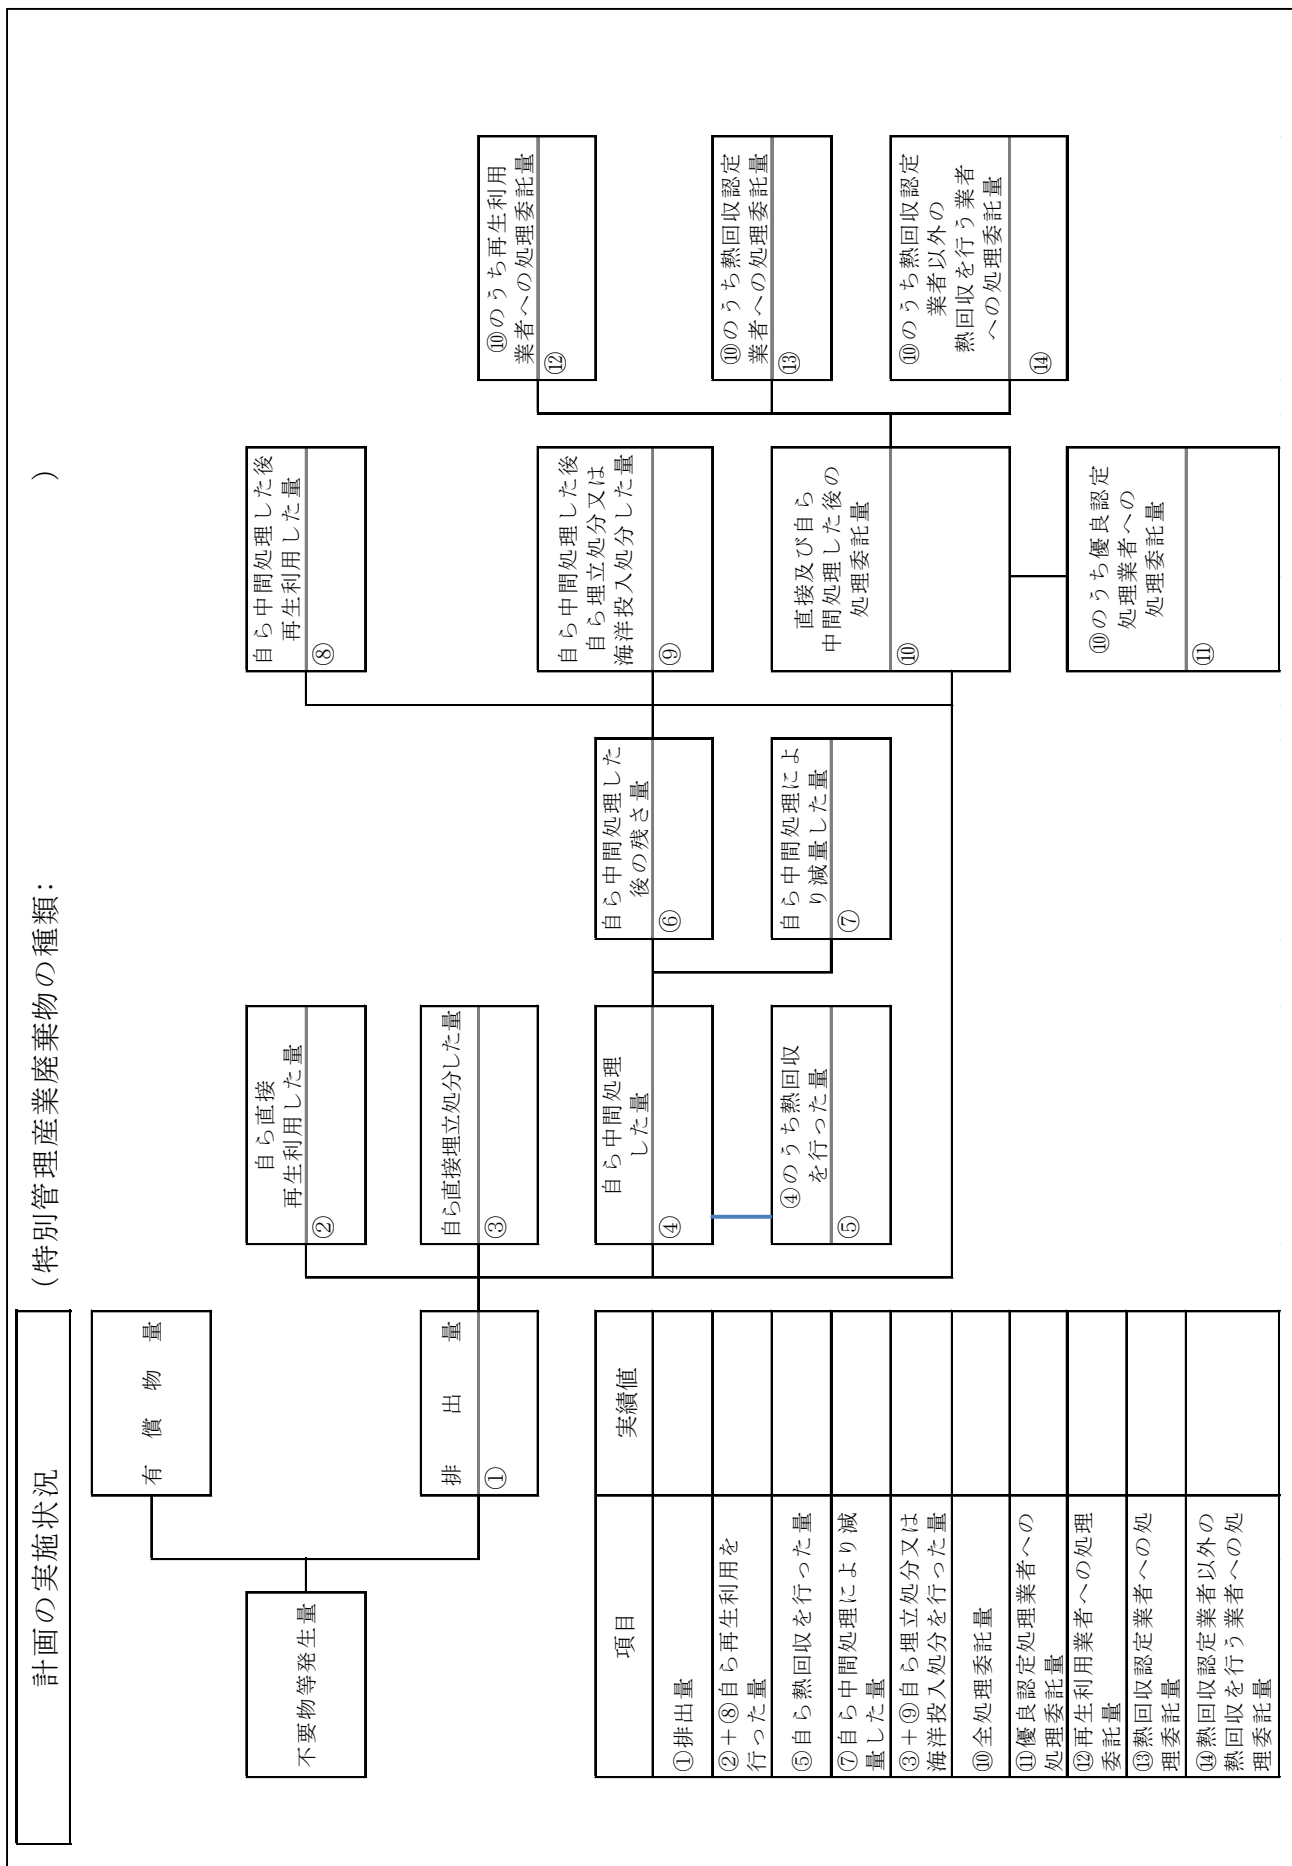 計画の実施状況
(特別管理産業廃棄物の種類： )
不要物等発生量
有償物量
排出量
①
自ら直接
再生利用した量
②
自ら直接埋立処分した量
③
自ら中間処理
した量
④
④のうち熱回収
を行った量
⑤
自ら中間処理した
後の残さ量
⑥
自ら中間処理によ
り減量した量
⑦
自ら中間処理した後
再生利用した量
⑧
自ら中間処理した後
自ら埋立処分又は
海洋投入処分した量
⑨
直接及び自ら
中間処理した後の
処理委託量
⑩
⑩のうち優良認定
処理業者への
処理委託量
⑪
⑩のうち再生利用
業者への処理委託量
⑫
⑩のうち熱回収認定
業者への処理委託量
⑬
⑩のうち熱回収認定
業者以外の
熱回収を行う業者
への処理委託量
⑭
項目
実績値
①排出量
②＋⑧自ら再生利用を
行った量
⑤自ら熱回収を行った量
⑦自ら中間処理により減
量した量
③＋⑨自ら埋立処分又は
海洋投入処分を行った量
⑩全処理委託量
⑪優良認定処理業者への
処理委託量
⑫再生利用業者への処理
委託量
⑬熱回収認定業者への処
理委託量
⑭熱回収認定業者以外の
熱回収を行う業者への処
理委託量